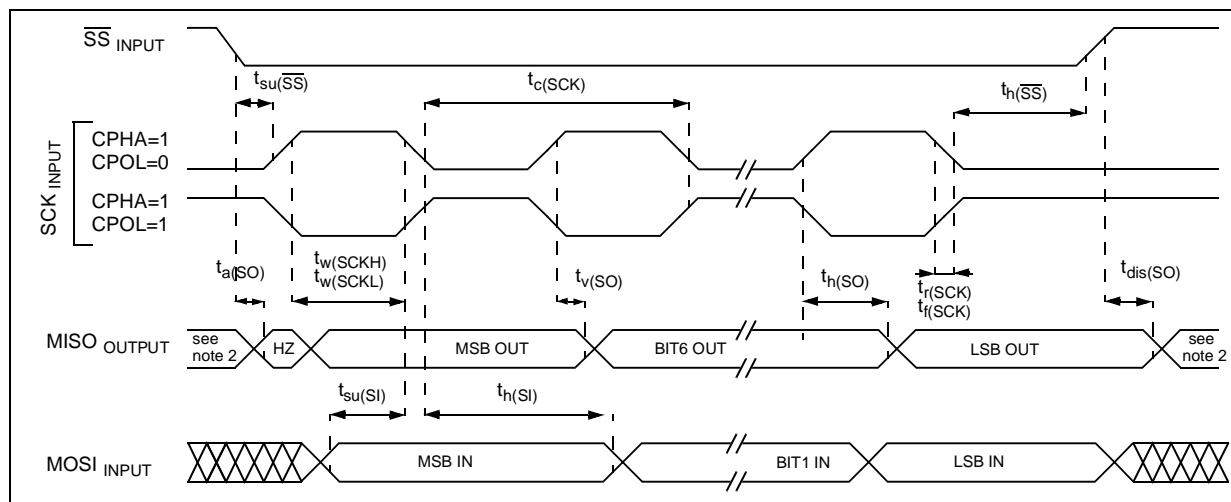 SS INPUT
tsu(SS)
tc(SCK)
th(SS)
SCK INPUT
CPHA=1
CPOL=0
CPHA=1
CPOL=1
ta(SO)
tw(SCKH)
tw(SCKL)
tv(SO)
th(SO)
tr(SCK)
tf(SCK)
tdis(SO)
MISO OUTPUT
see note 2
HZ
MSB OUT
BIT6 OUT
LSB OUT
see note 2
tsu(SI)
th(SI)
MOSI INPUT
MSB IN
BIT1 IN
LSB IN